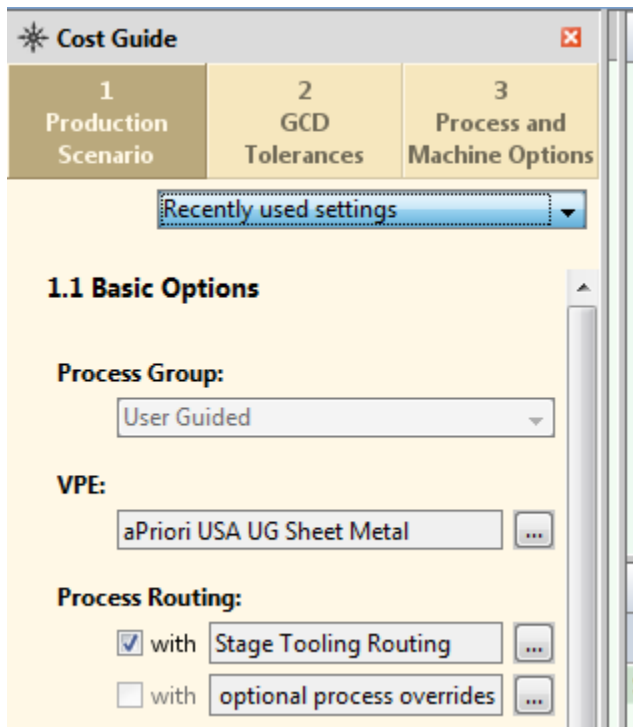 Cost Guide
1
Production
Scenario
2
GCD
Tolerances
3
Process and
Machine Options
Recently used settings
1.1 Basic Options
Process Group:
User Guided
VPE:
aPriori USA UG Sheet Metal
...
Process Routing:
with Stage Tooling Routing ...
with optional process overrides ...